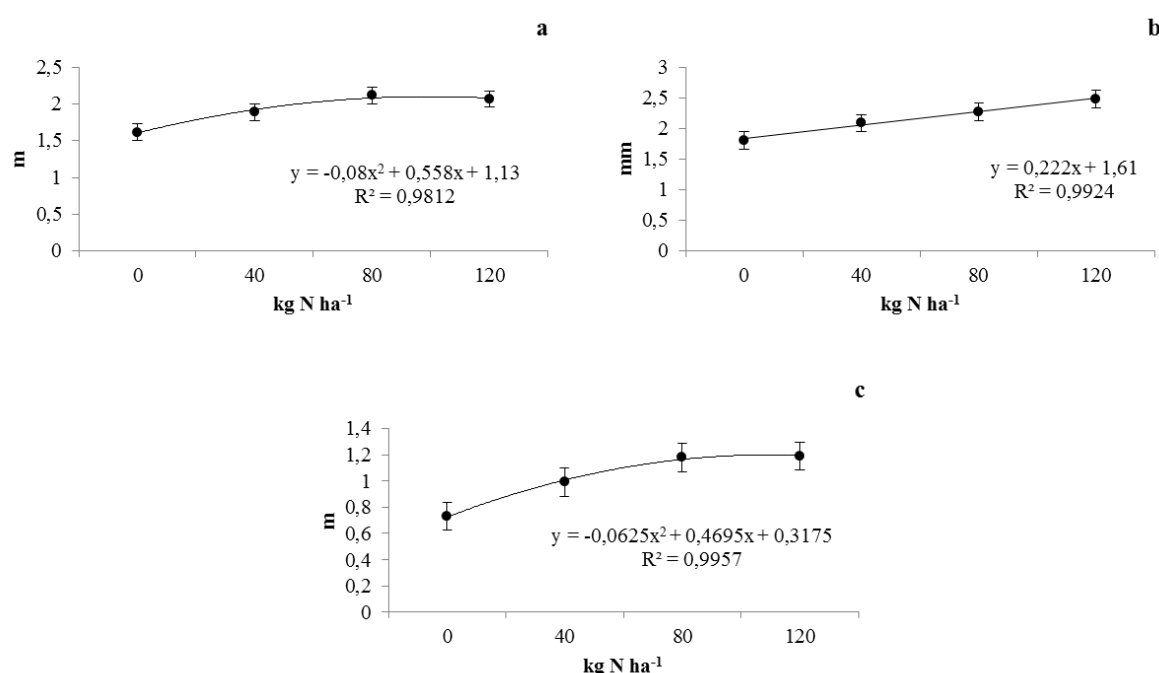 a
2,5
2
1,5
1
0,5
0
m
y = -0,08x² + 0,558x + 1,13
R² = 0,9812
0 40 80 120
kg N ha⁻¹
b
3
2,5
2
1,5
1
0,5
0
mm
y = 0,222x + 1,61
R² = 0,9924
0 40 80 120
kg N ha⁻¹
c
1,4
1,2
1
0,8
0,6
0,4
0,2
0
m
y = -0,0625x² + 0,4695x + 0,3175
R² = 0,9957
0 40 80 120
kg N ha⁻¹